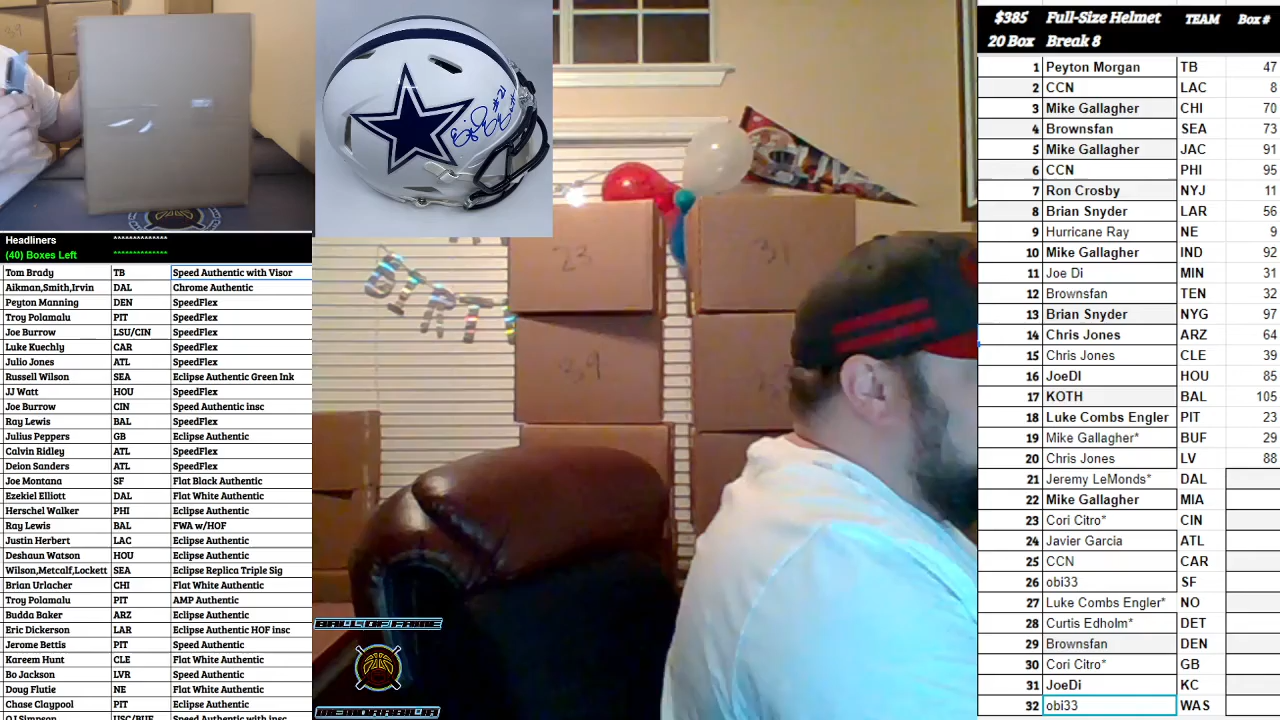 $385 Full-Size Helmet TEAM Box #
20 Box Break 8
1 Peyton Morgan TB 47
2 CCN LAC 8
3 Mike Gallagher CHI 70
4 Brownsfan SEA 73
5 Mike Gallagher JAC 91
6 CCN PHI 95
7 Ron Crosby NYJ 11
8 Brian Snyder LAR 56
9 Hurricane Ray NE 9
10 Mike Gallagher IND 92
11 Joe Di MIN 31
12 Brownsfan TEN 32
13 Brian Snyder NYG 97
14 Chris Jones ARZ 64
15 Chris Jones CLE 39
16 JoeDI HOU 85
17 KOTH BAL 105
18 Luke Combs Engler PIT 23
19 Mike Gallagher* BUF 29
20 Chris Jones LV 88
21 Jeremy LeMonds* DAL
22 Mike Gallagher MIA
23 Cori Citro* CIN
24 Javier Garcia ATL
25 CCN CAR
26 obi33 SF
27 Luke Combs Engler* NO
28 Curtis Edholm* DET
29 Brownsfan DEN
30 Cori Citro* GB
31 JoeDi KC
32 obi33 WAS
Headliners **************
(40) Boxes Left **************
Tom Brady TB Speed Authentic with Visor
Aikman,Smith,Irvin DAL Chrome Authentic
Peyton Manning DEN SpeedFlex
Troy Polamalu PIT SpeedFlex
Joe Burrow LSU/CIN SpeedFlex
Luke Kuechly CAR SpeedFlex
Julio Jones ATL SpeedFlex
Russell Wilson SEA Eclipse Authentic Green Ink
JJ Watt HOU SpeedFlex
Joe Burrow CIN Speed Authentic insc
Ray Lewis BAL SpeedFlex
Julius Peppers GB Eclipse Authentic
Calvin Ridley ATL SpeedFlex
Deion Sanders ATL SpeedFlex
Joe Montana SF Flat Black Authentic
Ezekiel Elliott DAL Flat White Authentic
Herschel Walker PHI Eclipse Authentic
Ray Lewis BAL FWA w/HOF
Justin Herbert LAC Eclipse Authentic
Deshaun Watson HOU Eclipse Authentic
Wilson,Metcalf,Lockett SEA Eclipse Replica Triple Sig
Brian Urlacher CHI Flat White Authentic
Troy Polamalu PIT AMP Authentic
Budda Baker ARZ Eclipse Authentic
Eric Dickerson LAR Eclipse Authentic HOF insc
Jerome Bettis PIT Speed Authentic
Kareem Hunt CLE Flat White Authentic
Bo Jackson LVR Speed Authentic
Doug Flutie NE Flat White Authentic
Chase Claypool PIT Eclipse Authentic
OJ Simpson USC/BUF Speed Authentic with insc
23
31
39
#21
BALL OF FAME
MEMORABILIA